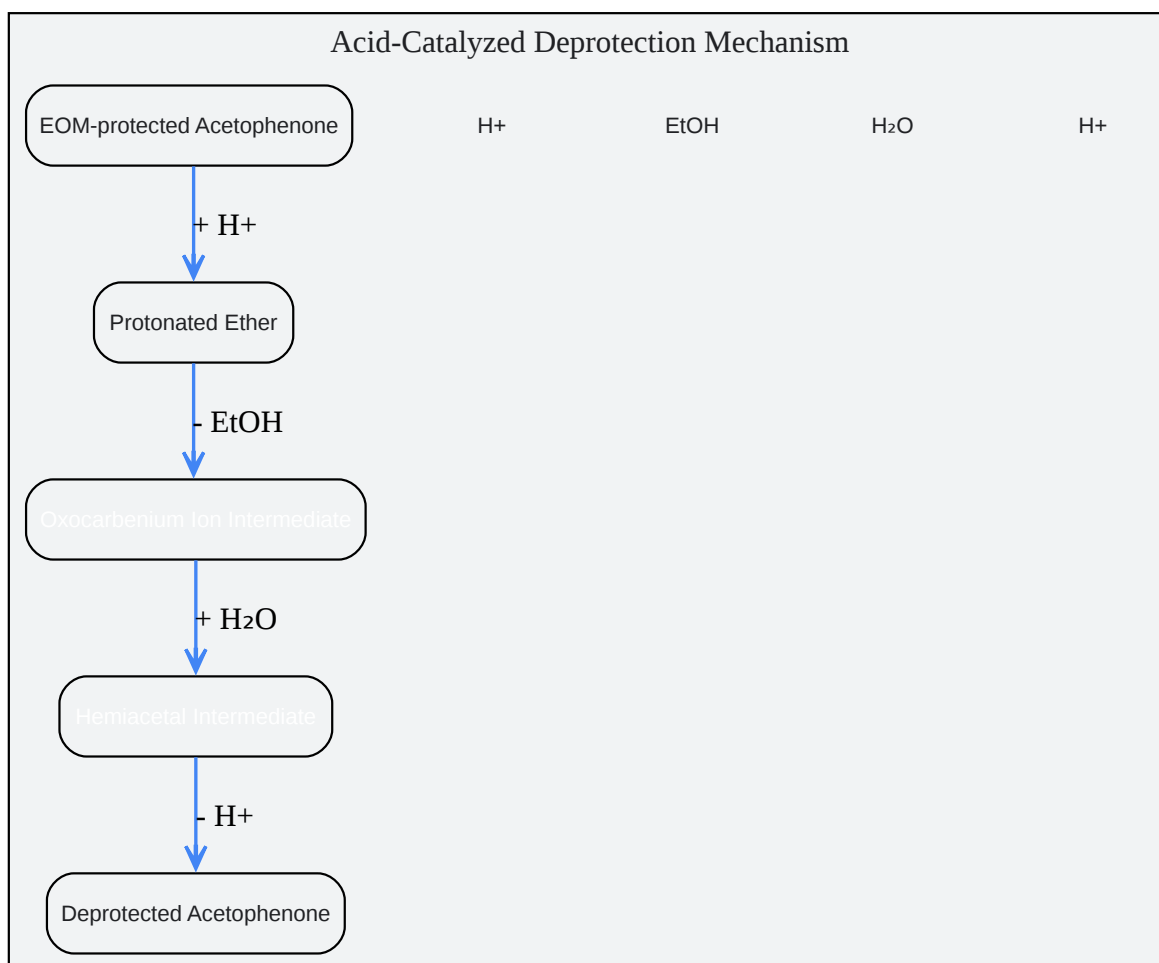 Acid-Catalyzed Deprotection Mechanism
EOM-protected Acetophenone
H+
EtOH
H₂O
H+
+ H+
Protonated Ether
- EtOH
Oxocarbenium Ion Intermediate
+ H₂O
Hemiacetal Intermediate
- H+
Deprotected Acetophenone